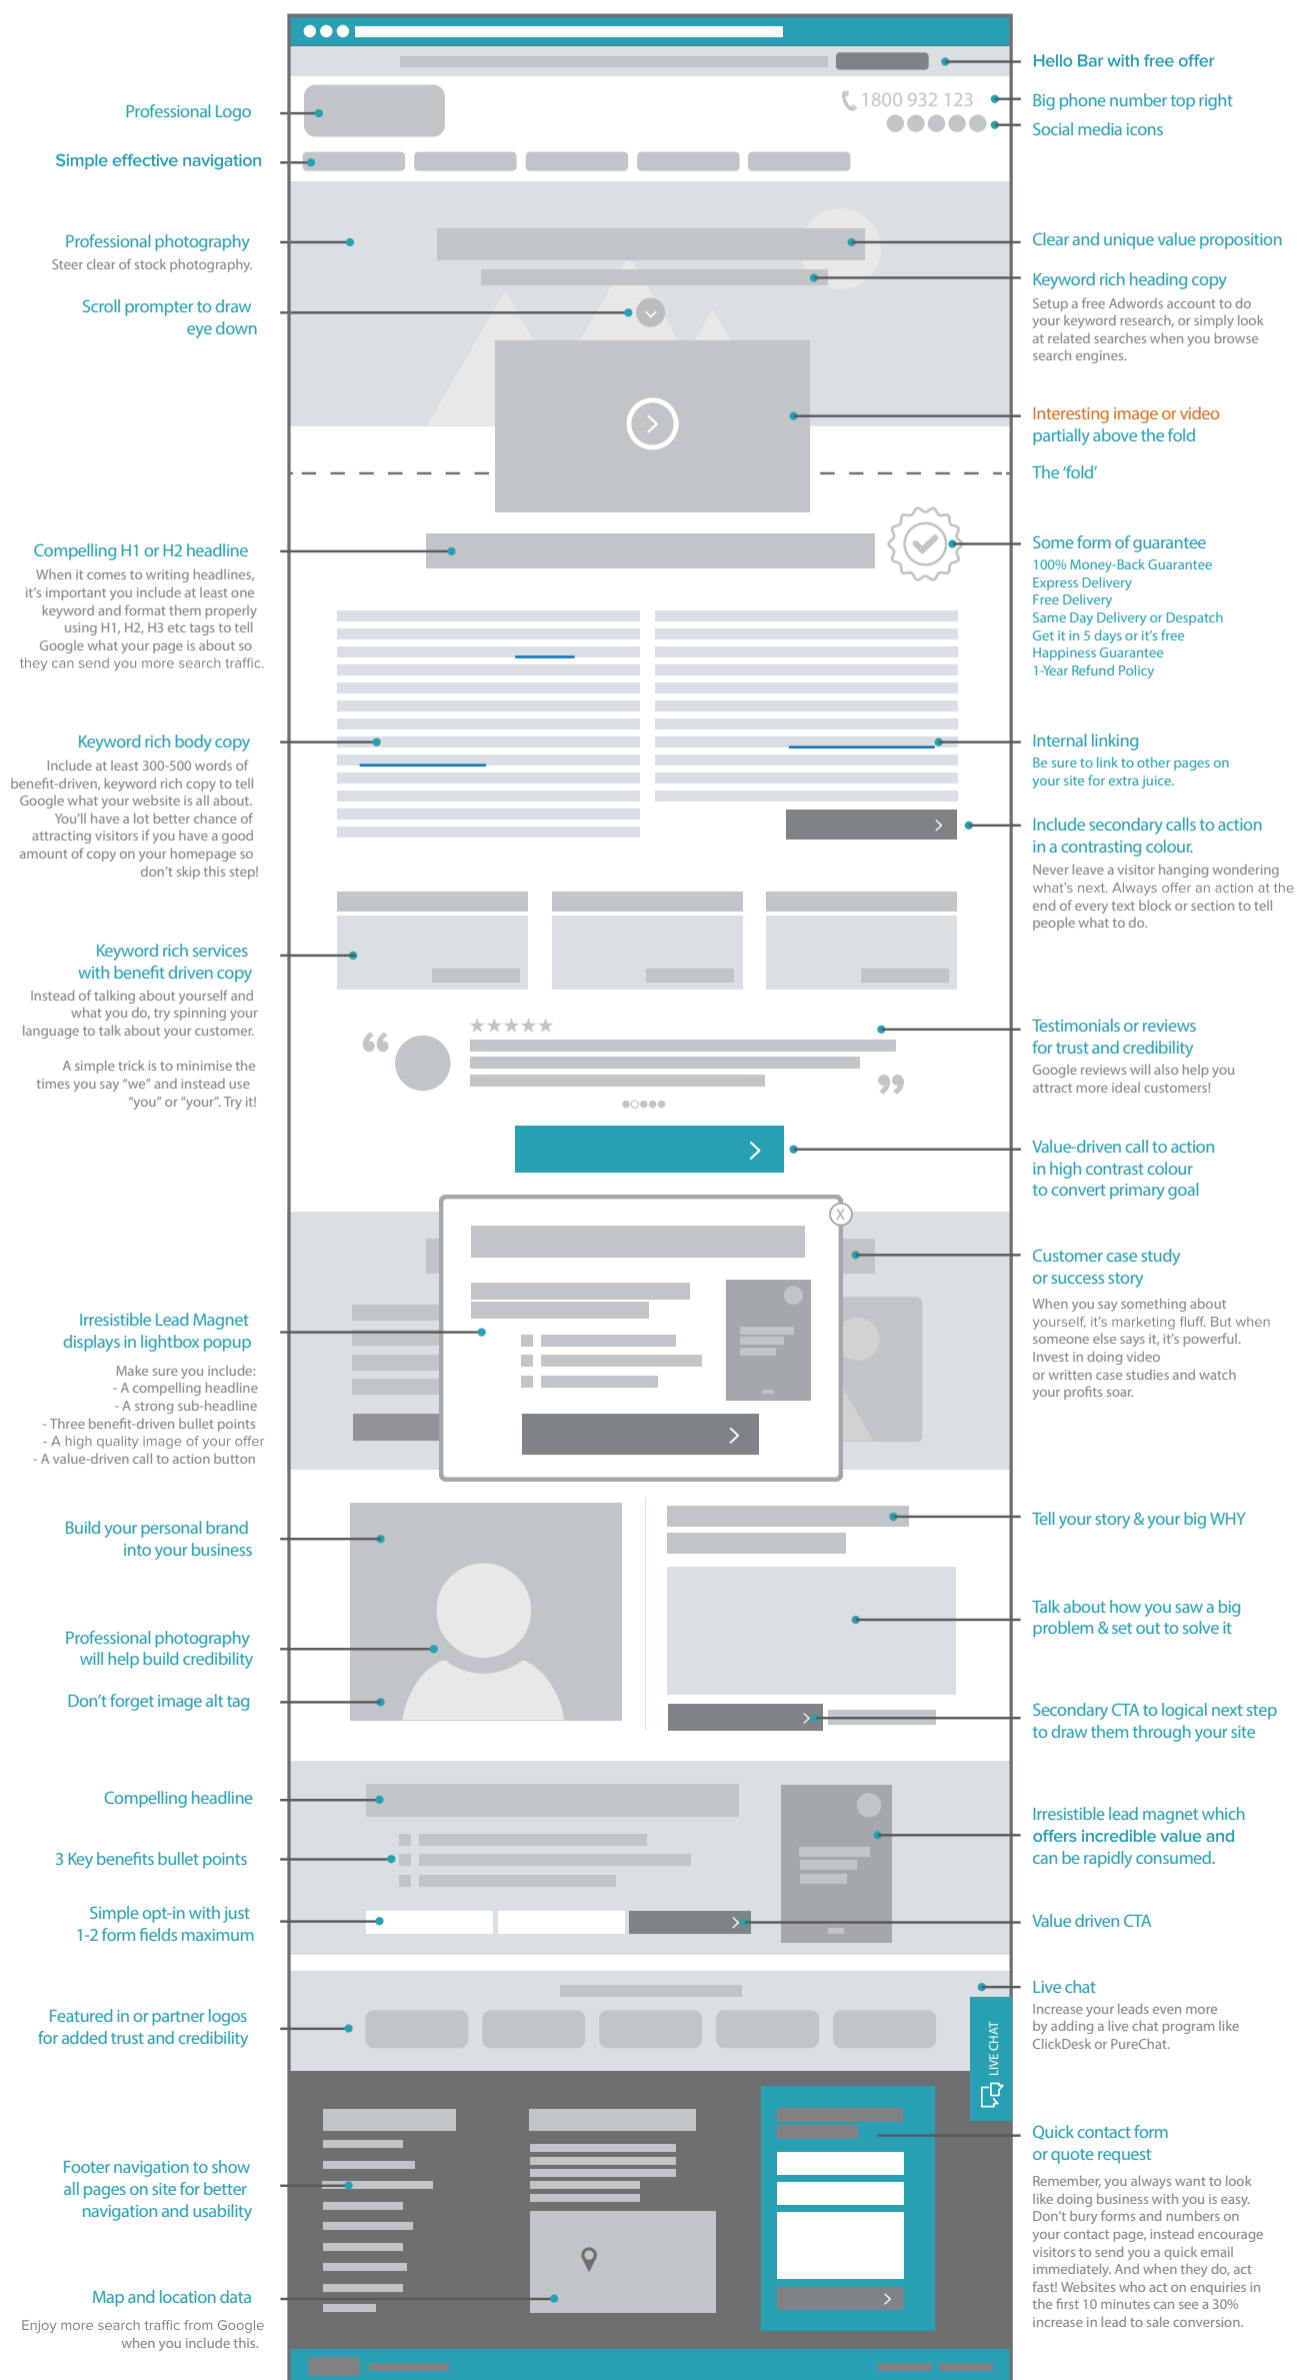 Hello Bar with free offer
Professional Logo
1800 932 123
Big phone number top right
Social media icons
Simple effective navigation
Professional photography
Steer clear of stock photography.
Clear and unique value proposition
Scroll prompter to draw
eye down
Keyword rich heading copy
Setup a free Adwords account to do
your keyword research, or simply look
at related searches when you browse
search engines.
Interesting image or video
partially above the fold
The ‘fold’
Compelling H1 or H2 headline
When it comes to writing headlines,
it’s important you include at least one
keyword and format them properly
using H1, H2, H3 etc tags to tell
Google what your page is about so
they can send you more search traffic.
Some form of guarantee
100% Money-Back Guarantee
Express Delivery
Free Delivery
Same Day Delivery or Despatch
Get it in 5 days or it’s free
Happiness Guarantee
1-Year Refund Policy
Keyword rich body copy
Include at least 300-500 words of
benefit-driven, keyword rich copy to tell
Google what your website is all about.
You’ll have a lot better chance of
attracting visitors if you have a good
amount of copy on your homepage so
don’t skip this step!
Internal linking
Be sure to link to other pages on
your site for extra juice.
Include secondary calls to action
in a contrasting colour.
Never leave a visitor hanging wondering
what’s next. Always offer an action at the
end of every text block or section to tell
people what to do.
Keyword rich services
with benefit driven copy
Instead of talking about yourself and
what you do, try spinning your
language to talk about your customer.
A simple trick is to minimise the
times you say “we” and instead use
“you” or “your”. Try it!
Testimonials or reviews
for trust and credibility
Google reviews will also help you
attract more ideal customers!
Value-driven call to action
in high contrast colour
to convert primary goal
X
Customer case study
or success story
When you say something about
yourself, it’s marketing fluff. But when
someone else says it, it’s powerful.
Invest in doing video
or written case studies and watch
your profits soar.
Irresistible Lead Magnet
displays in lightbox popup
Make sure you include:
- A compelling headline
- A strong sub-headline
- Three benefit-driven bullet points
- A high quality image of your offer
- A value-driven call to action button
Build your personal brand
into your business
Tell your story & your big WHY
Talk about how you saw a big
problem & set out to solve it
Professional photography
will help build credibility
Don’t forget image alt tag
Secondary CTA to logical next step
to draw them through your site
Compelling headline
Irresistible lead magnet which
offers incredible value and
can be rapidly consumed.
3 Key benefits bullet points
Simple opt-in with just
1-2 form fields maximum
Value driven CTA
Live chat
Increase your leads even more
by adding a live chat program like
ClickDesk or PureChat.
Featured in or partner logos
for added trust and credibility
LIVE CHAT
Quick contact form
or quote request
Remember, you always want to look
like doing business with you is easy.
Don’t bury forms and numbers on
your contact page, instead encourage
visitors to send you a quick email
immediately. And when they do, act
fast! Websites who act on enquiries in
the first 10 minutes can see a 30%
increase in lead to sale conversion.
Footer navigation to show
all pages on site for better
navigation and usability
Map and location data
Enjoy more search traffic from Google
when you include this.